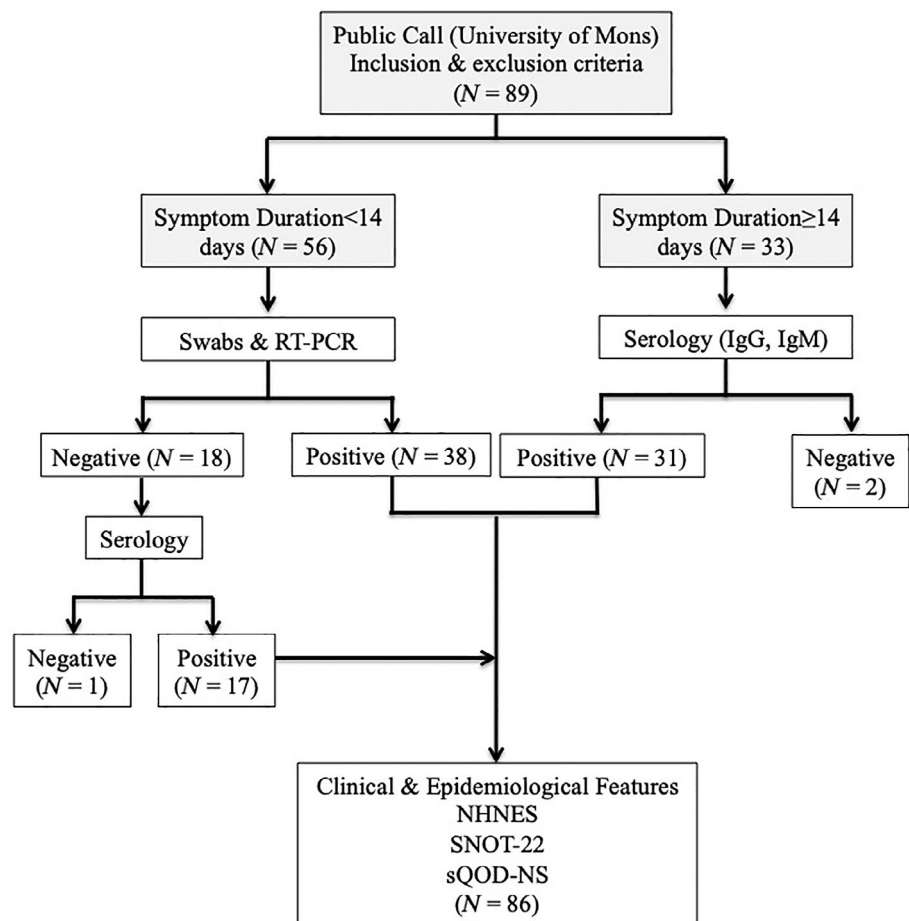 Public Call (University of Mons)
Inclusion & exclusion criteria
(N = 89)
Symptom Duration<14
days (N = 56)
Symptom Duration≥14
days (N = 33)
Swabs & RT-PCR
Serology (IgG, IgM)
Negative (N = 18)
Positive (N = 38)
Positive (N = 31)
Negative
(N = 2)
Serology
Negative
(N = 1)
Positive
(N = 17)
Clinical & Epidemiological Features
NHNES
SNOT-22
sQOD-NS
(N = 86)